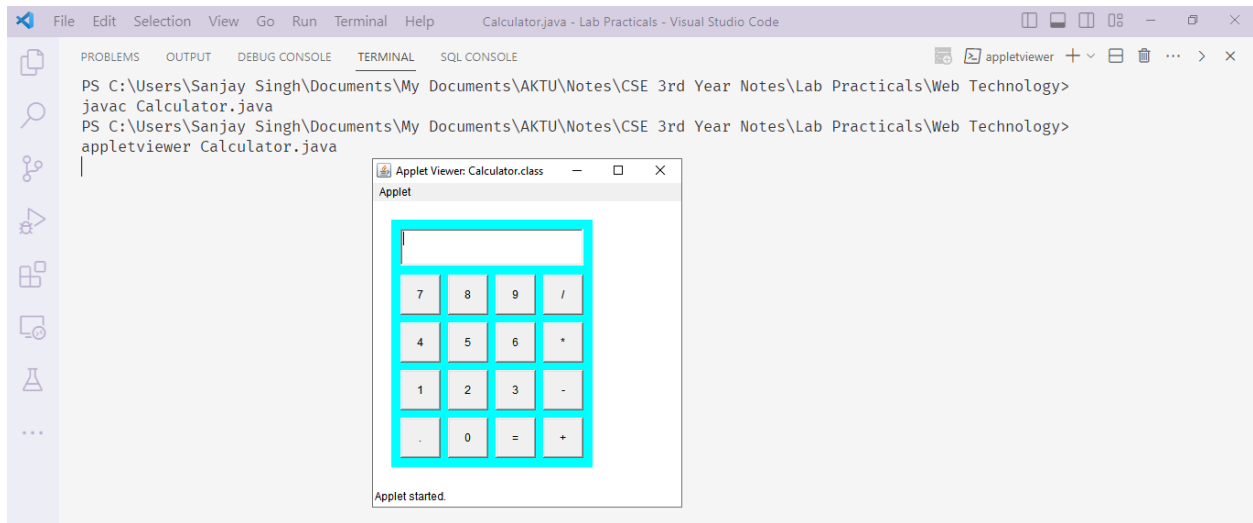 File Edit Selection View Go Run Terminal Help Calculator.java - Lab Practicals - Visual Studio Code
PROBLEMS OUTPUT DEBUG CONSOLE TERMINAL SQL CONSOLE appletviewer
PS C:\Users\Sanjay Singh\Documents\My Documents\AKTU\Notes\CSE 3rd Year Notes\Lab Practicals\Web Technology>
javac Calculator.java
PS C:\Users\Sanjay Singh\Documents\My Documents\AKTU\Notes\CSE 3rd Year Notes\Lab Practicals\Web Technology>
appletviewer Calculator.java
Applet Viewer: Calculator.class
Applet
7 8 9 /
4 5 6 *
1 2 3 -
. 0 = +
Applet started.